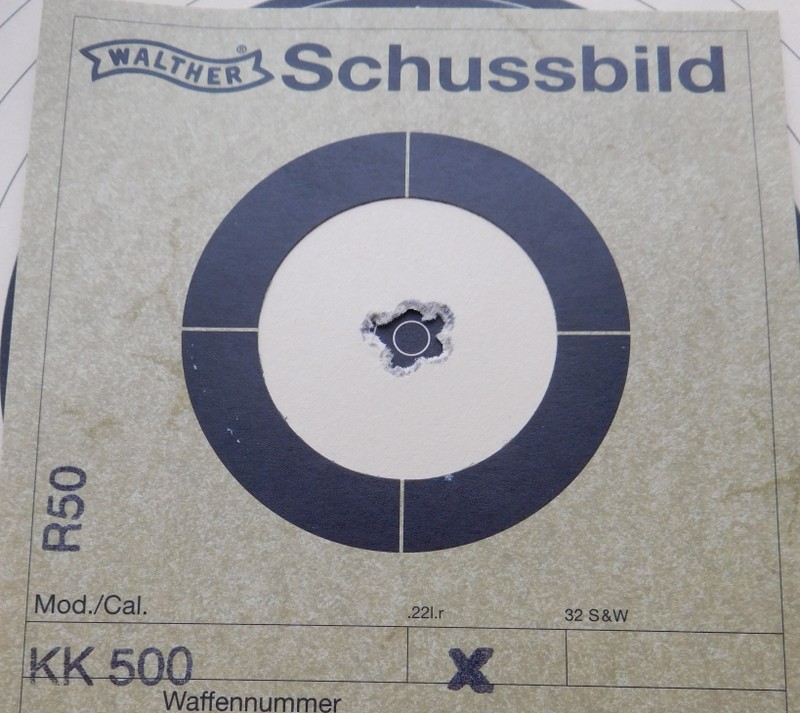 WALTHER® Schussbild
R50
Mod./Cal. .22l.r 32 S&W
KK 500 X
Waffennummer